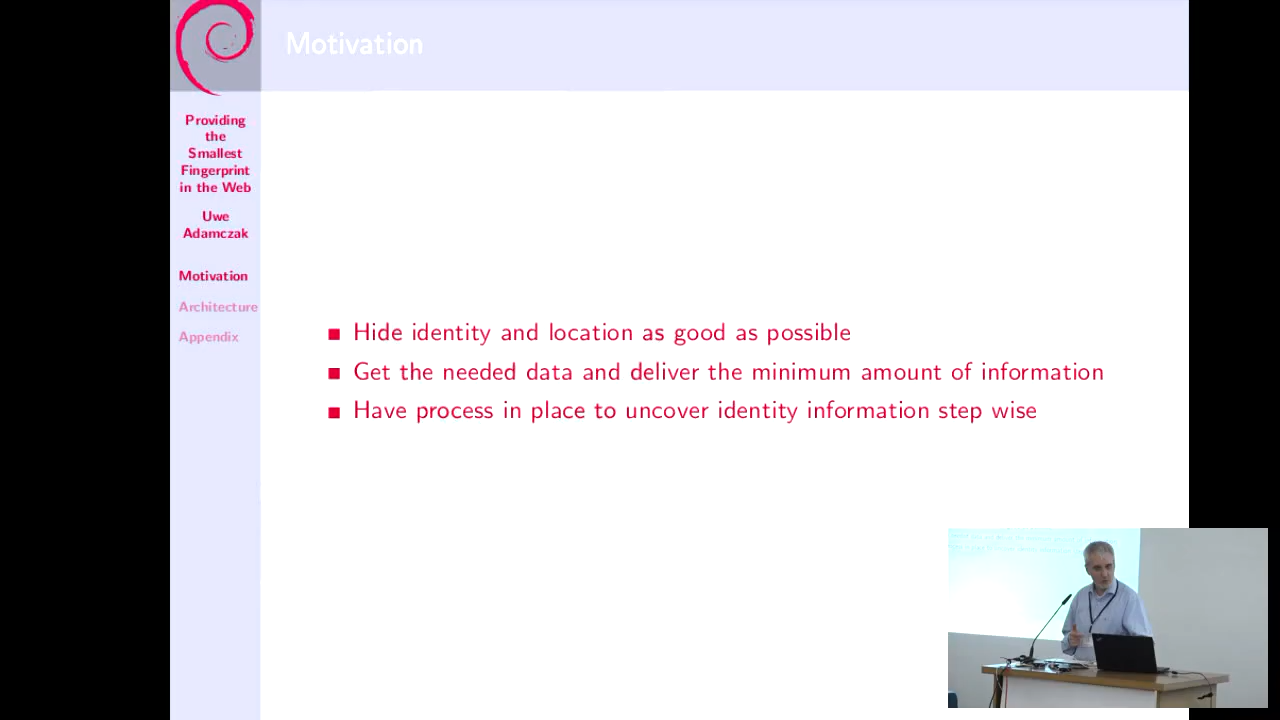 Motivation
Providing
the
Smallest
Fingerprint
in the Web
Uwe
Adamczak
Motivation
Architecture
Appendix
Hide identity and location as good as possible
Get the needed data and deliver the minimum amount of information
Have process in place to uncover identity information step wise